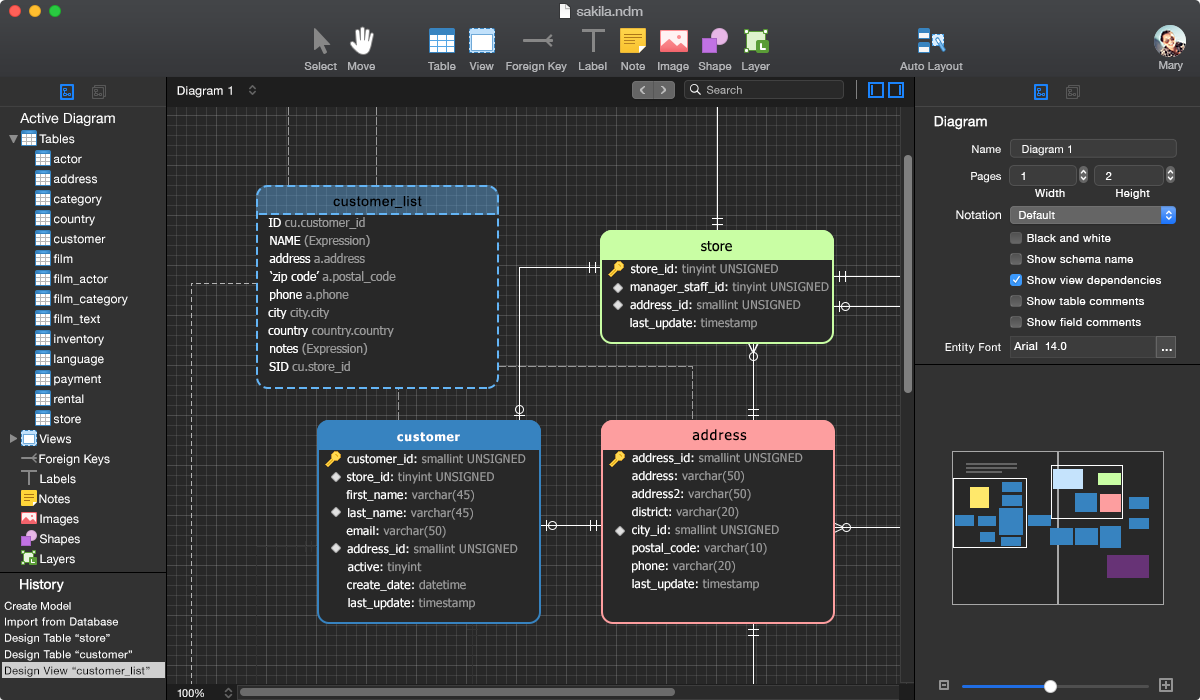 sakila.ndm
Select Move Table View Foreign Key Label Note Image Shape Layer Auto Layout Mary
Diagram 1
Search
Active Diagram
Tables
actor
address
category
country
customer
film
film_actor
film_category
film_text
inventory
language
payment
rental
store
Views
Foreign Keys
Labels
Notes
Images
Shapes
Layers
History
Create Model
Import from Database
Design Table “store”
Design Table “customer”
Design View “customer_list”
customer_list
ID cu.customer_id
NAME (Expression)
address a.address
‘zip code’ a.postal_code
phone a.phone
city city.city
country country.country
notes (Expression)
SID cu.store_id
store
store_id: tinyint UNSIGNED
manager_staff_id: tinyint UNSIGNED
address_id: smallint UNSIGNED
last_update: timestamp
customer
customer_id: smallint UNSIGNED
store_id: tinyint UNSIGNED
first_name: varchar(45)
last_name: varchar(45)
email: varchar(50)
address_id: smallint UNSIGNED
active: tinyint
create_date: datetime
last_update: timestamp
address
address_id: smallint UNSIGNED
address: varchar(50)
address2: varchar(50)
district: varchar(20)
city_id: smallint UNSIGNED
postal_code: varchar(10)
phone: varchar(20)
last_update: timestamp
100%
Diagram
Name Diagram 1
Pages 1 2
Width Height
Notation Default
Black and white
Show schema name
Show view dependencies
Show table comments
Show field comments
Entity Font Arial 14.0 ...